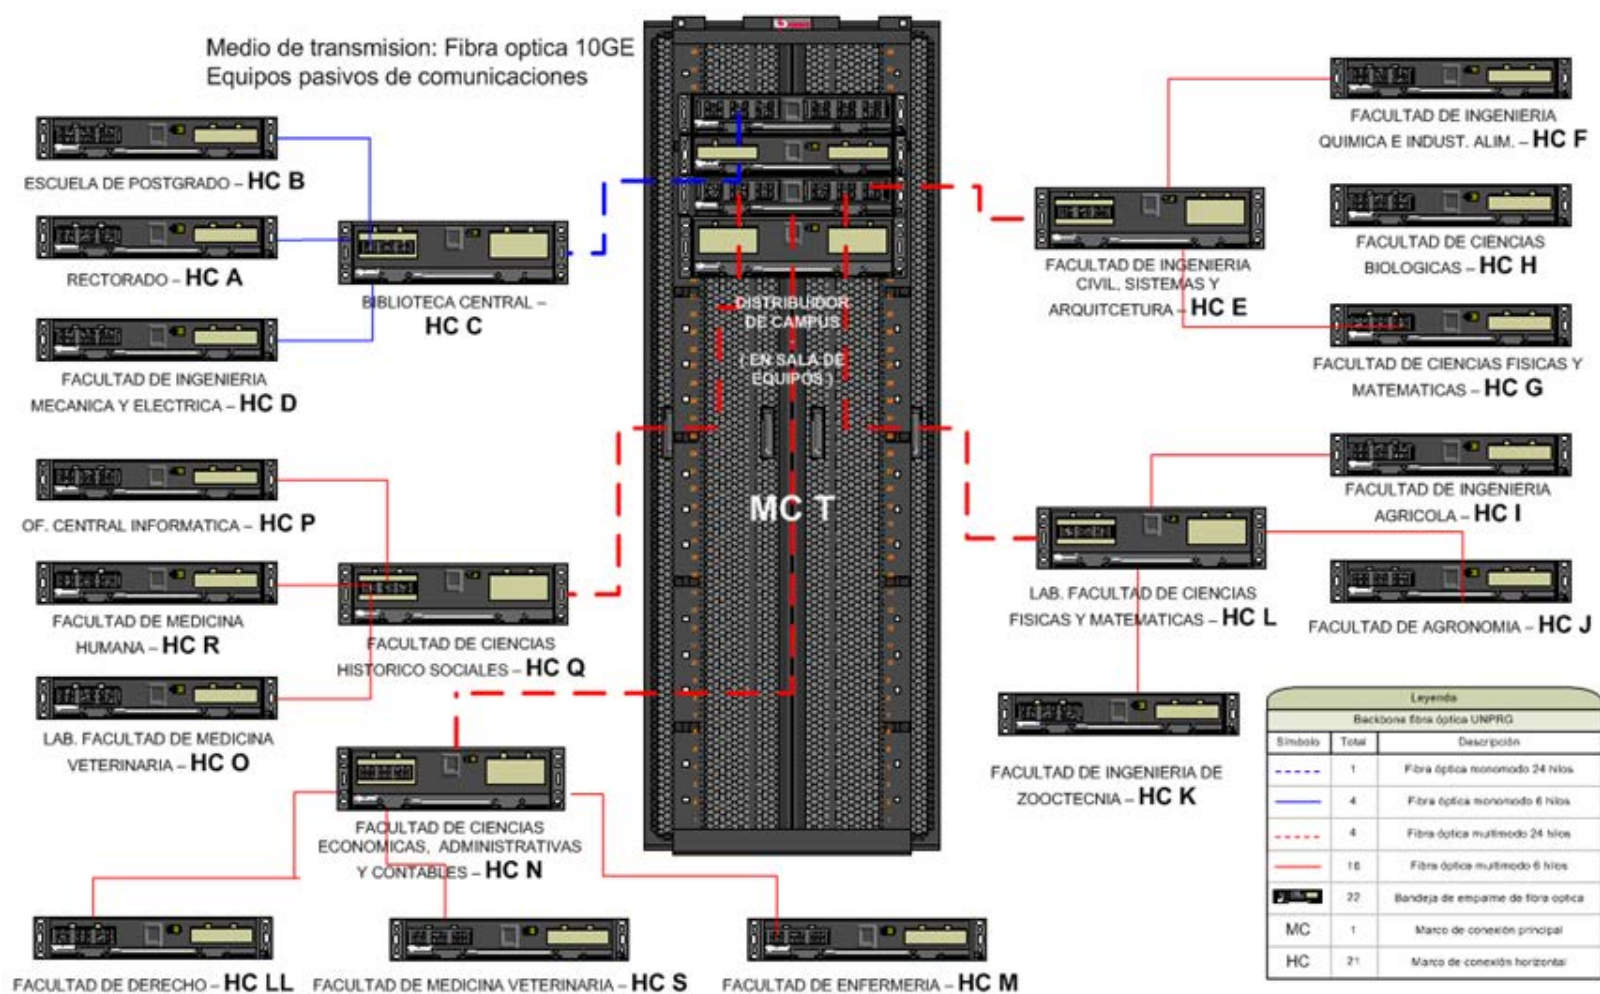 Medio de transmision: Fibra optica 10GE
Equipos pasivos de comunicaciones
ESCUELA DE POSTGRADO – HC B
RECTORADO – HC A
BIBLIOTECA CENTRAL –
HC C
FACULTAD DE INGENIERIA
MECANICA Y ELECTRICA – HC D
OF. CENTRAL INFORMATICA – HC P
FACULTAD DE MEDICINA
HUMANA – HC R
FACULTAD DE CIENCIAS
HISTORICO SOCIALES – HC Q
LAB. FACULTAD DE MEDICINA
VETERINARIA – HC O
FACULTAD DE CIENCIAS
ECONOMICAS, ADMINISTRATIVAS
Y CONTABLES – HC N
FACULTAD DE DERECHO – HC LL
FACULTAD DE MEDICINA VETERINARIA – HC S
FACULTAD DE ENFERMERIA – HC M
DISTRIBUIDOR
DE CAMPUS
( EN SALA DE
EQUIPOS )
MC T
FACULTAD DE INGENIERIA
QUIMICA E INDUST. ALIM. – HC F
FACULTAD DE INGENIERIA
CIVIL, SISTEMAS Y
ARQUITCETURA – HC E
FACULTAD DE CIENCIAS
BIOLOGICAS – HC H
FACULTAD DE CIENCIAS FISICAS Y
MATEMATICAS – HC G
FACULTAD DE INGENIERIA
AGRICOLA – HC I
LAB. FACULTAD DE CIENCIAS
FISICAS Y MATEMATICAS – HC L
FACULTAD DE AGRONOMIA – HC J
FACULTAD DE INGENIERIA DE
ZOOCTECNIA – HC K
Leyenda
Backbone fibra óptica UNPRG
Símbolo Total Descripción
1 Fibra óptica monomodo 24 hilos
4 Fibra óptica monomodo 6 hilos
4 Fibra óptica multimodo 24 hilos
16 Fibra óptica multimodo 6 hilos
22 Bandeja de empame de fibra optica
MC 1 Marco de conexión principal
HC 21 Marco de conexión horizontal